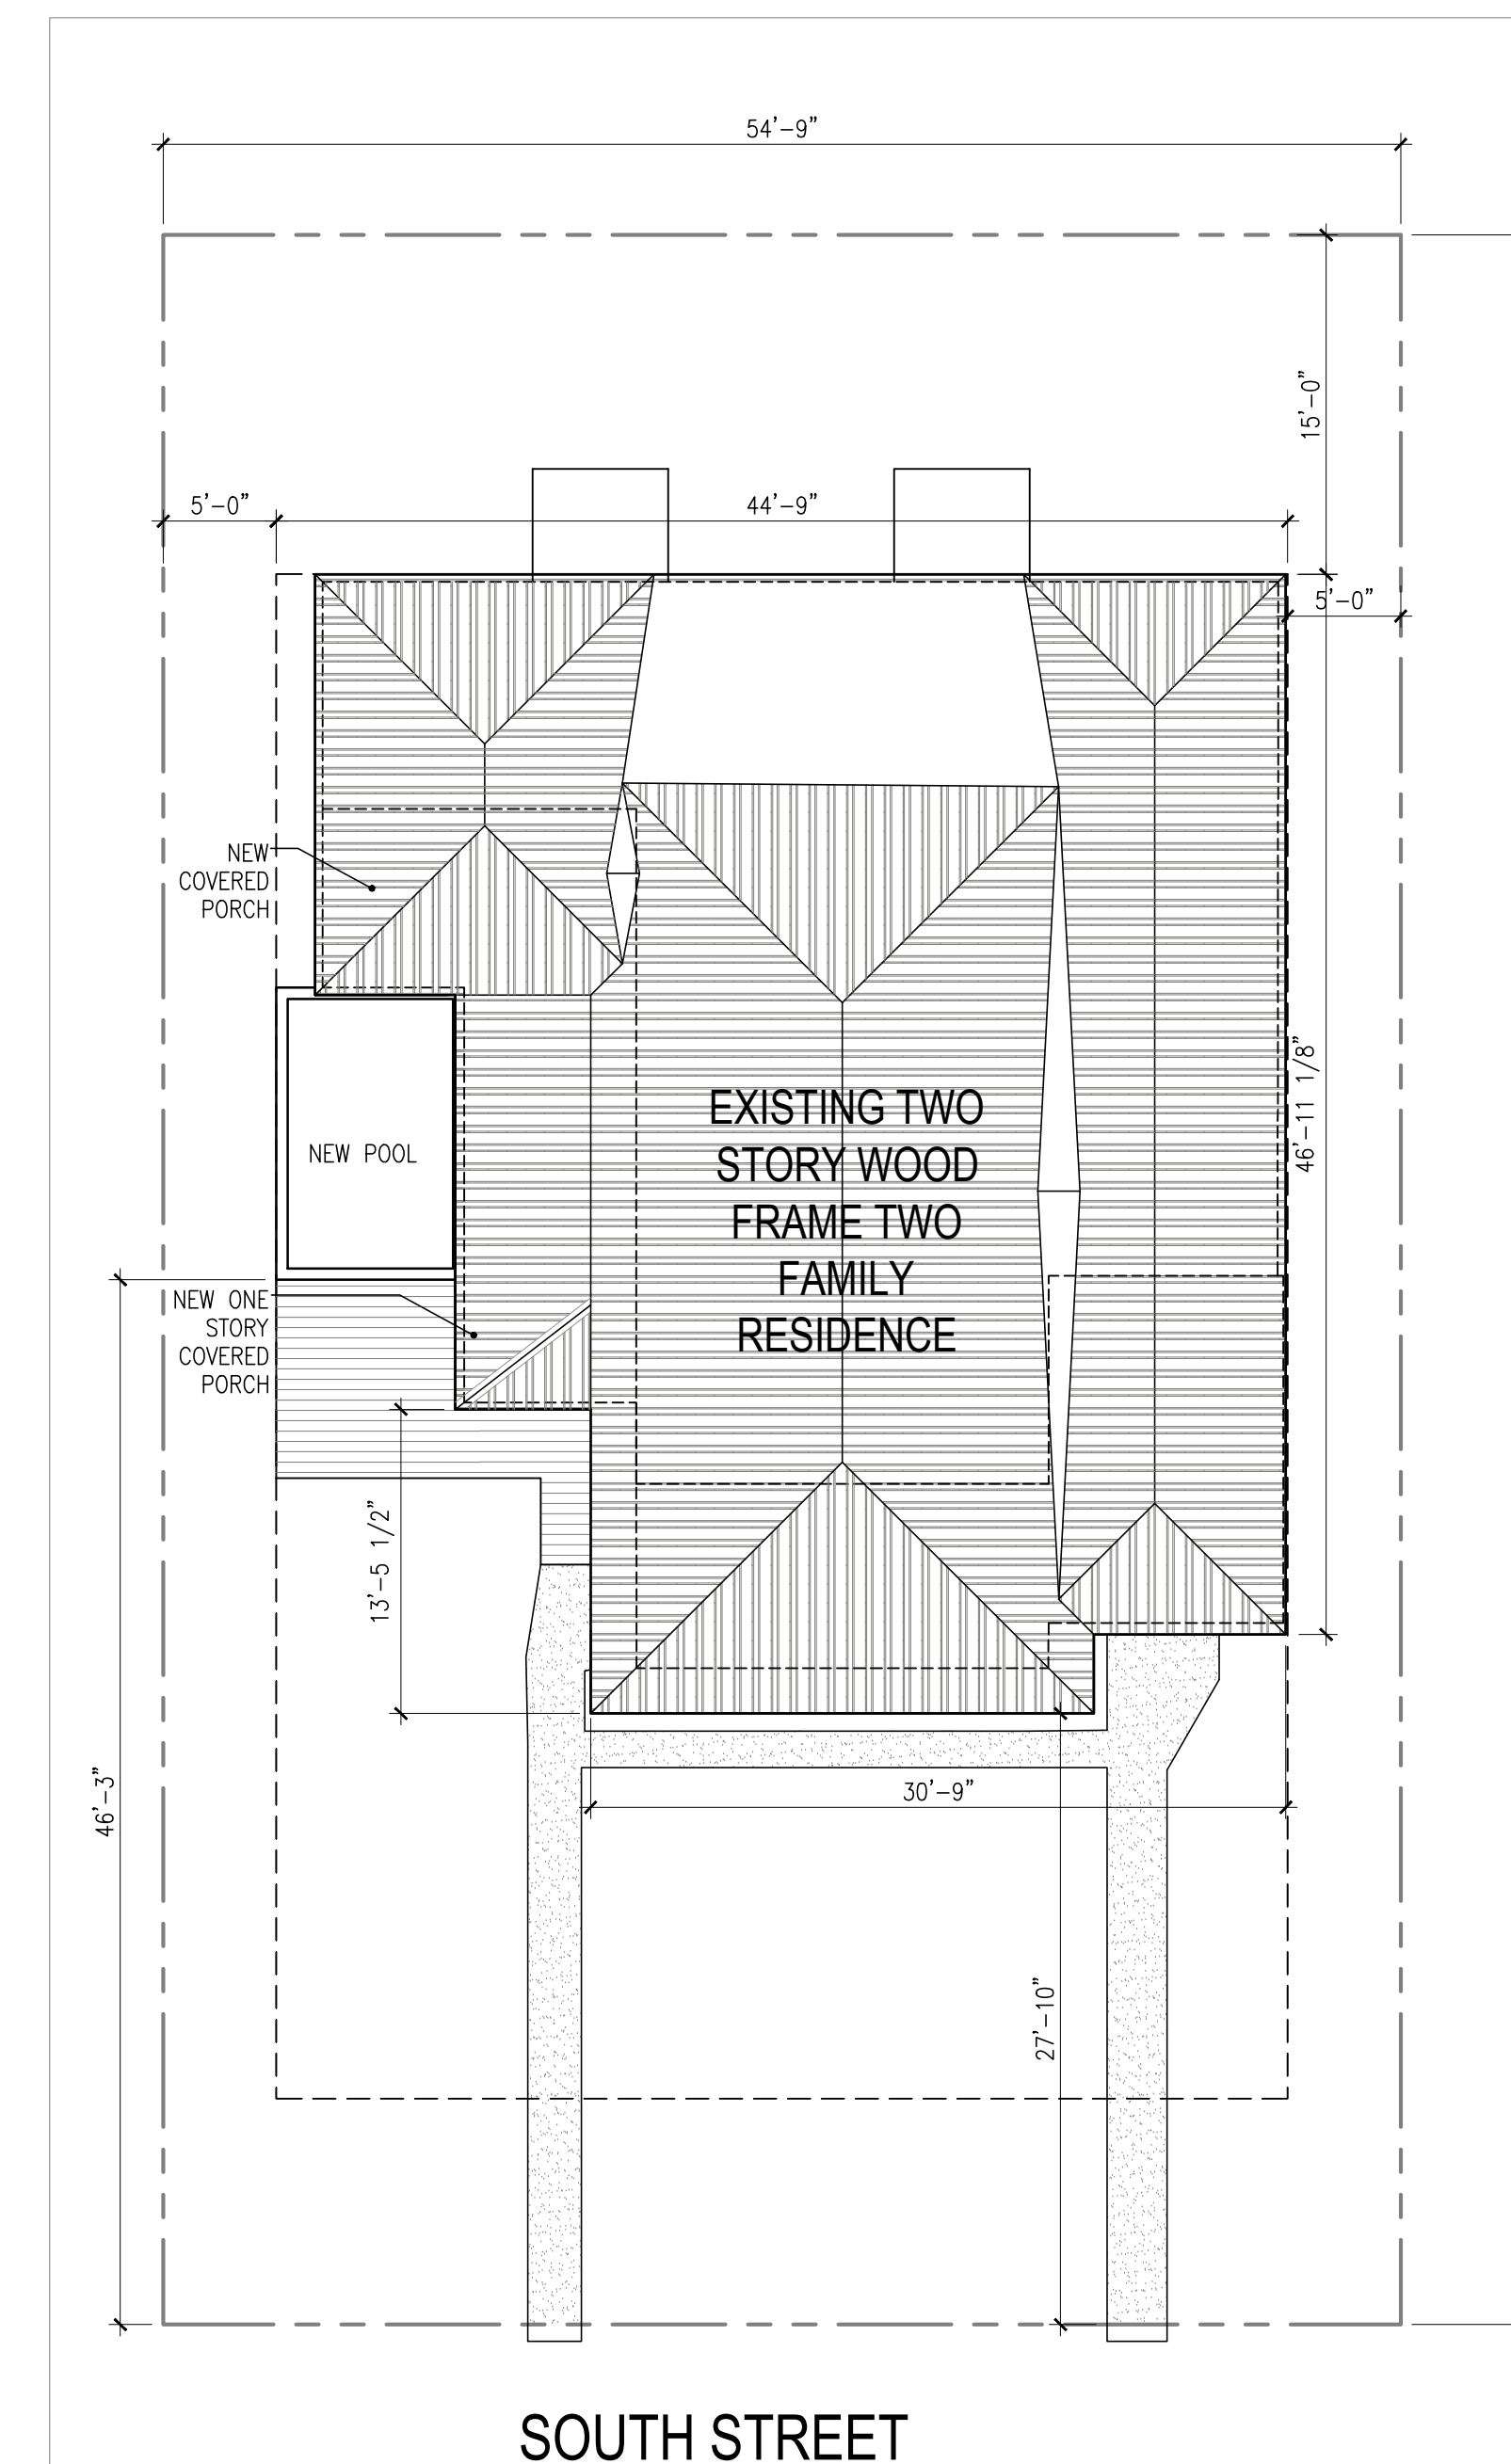 54'-9"
15'-0"
5'-0"
44'-9"
5'-0"
NEW
COVERED
PORCH
46'-11 1/8"
EXISTING TWO
STORY WOOD
FRAME TWO
FAMILY
RESIDENCE
NEW POOL
NEW ONE
STORY
COVERED
PORCH
13'-5 1/2"
46'-3"
30'-9"
27'-10"
SOUTH STREET